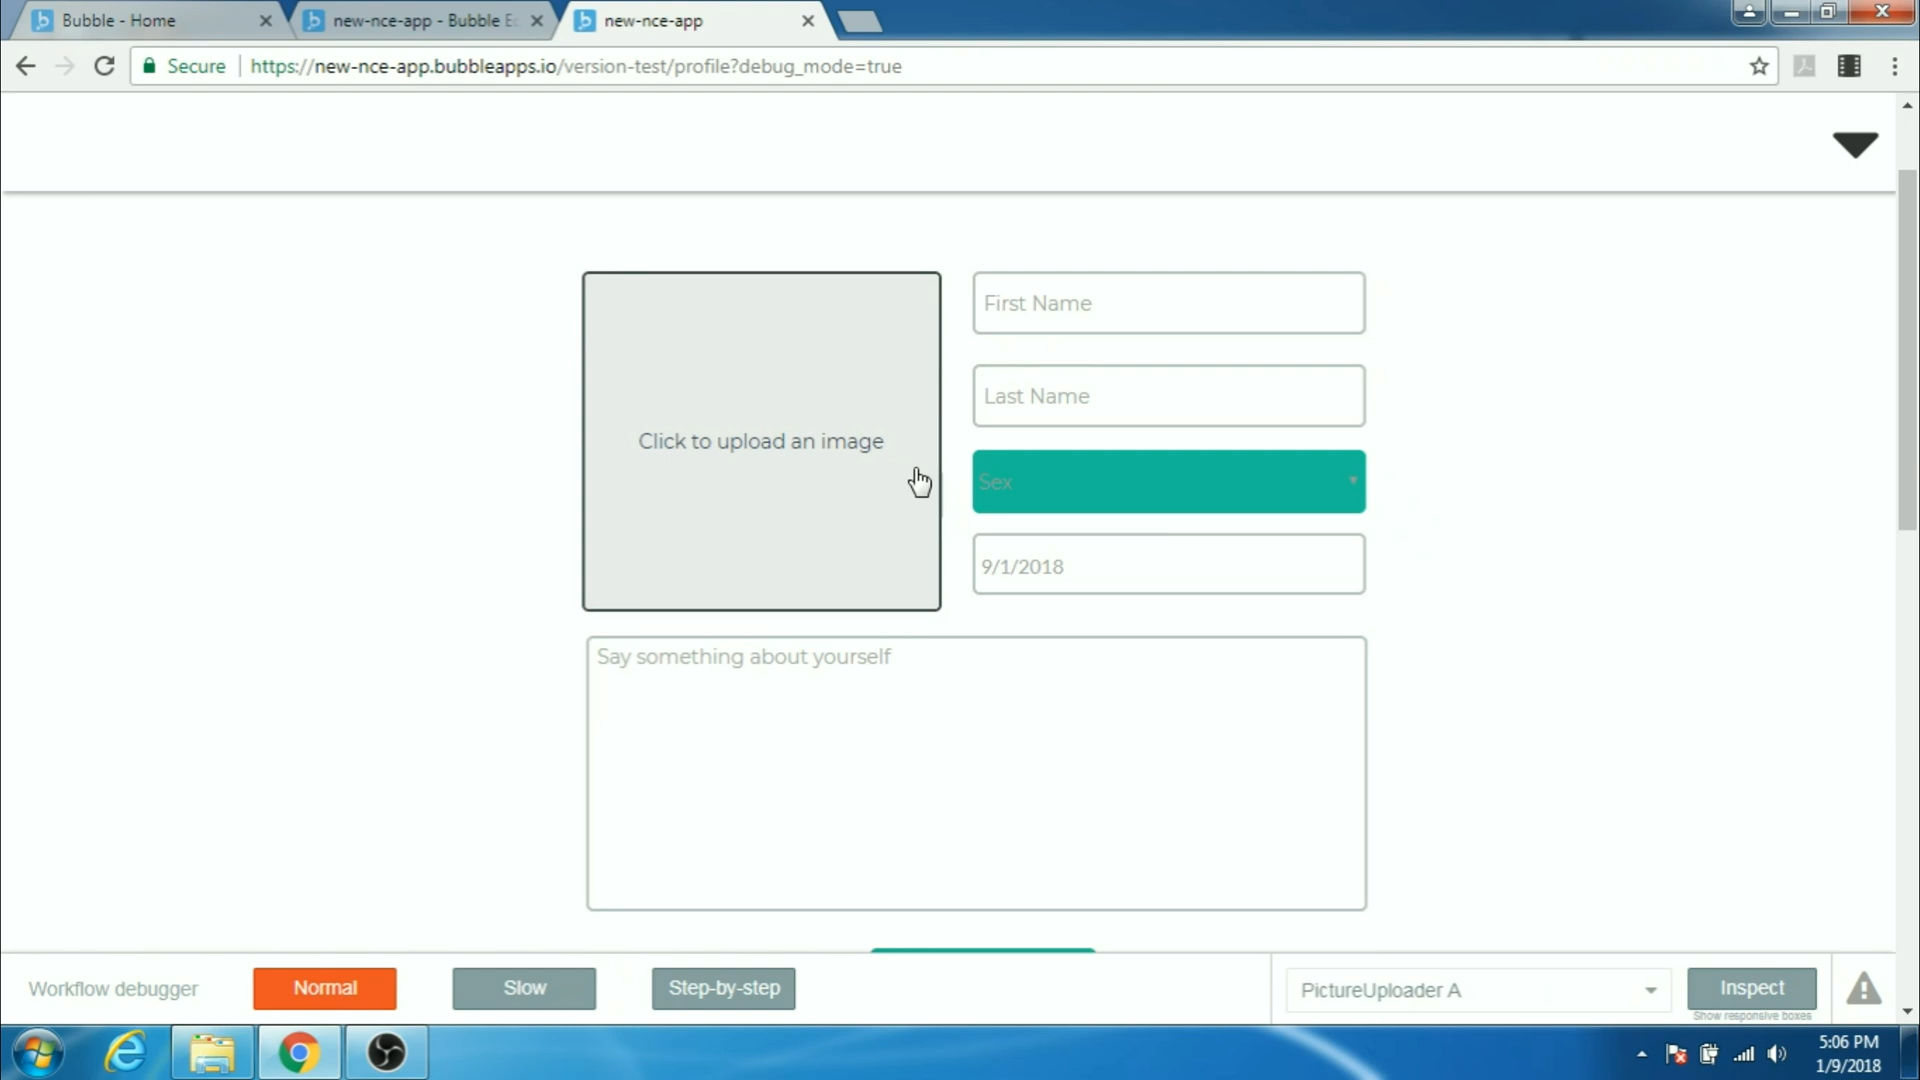 Bubble - Home
new-nce-app - Bubble E
new-nce-app
Secure
https://new-nce-app.bubbleapps.io/version-test/profile?debug_mode=true
First Name
Last Name
Click to upload an image
Sex
9/1/2018
Say something about yourself
Workflow debugger
Normal
Slow
Step-by-step
PictureUploader A
Inspect
Show responsive boxes
5:06 PM
1/9/2018